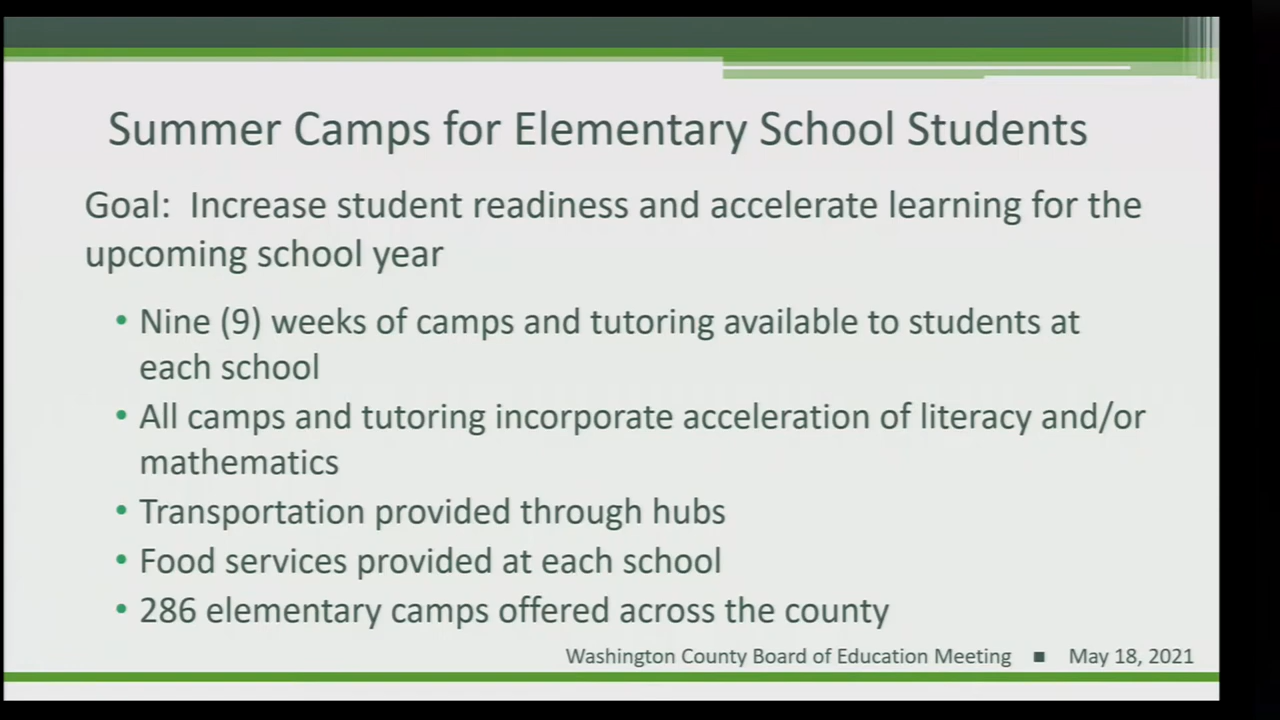 Summer Camps for Elementary School Students
Goal:  Increase student readiness and accelerate learning for the
upcoming school year
• Nine (9) weeks of camps and tutoring available to students at
each school
• All camps and tutoring incorporate acceleration of literacy and/or
mathematics
• Transportation provided through hubs
• Food services provided at each school
• 286 elementary camps offered across the county
Washington County Board of Education Meeting ■ May 18, 2021